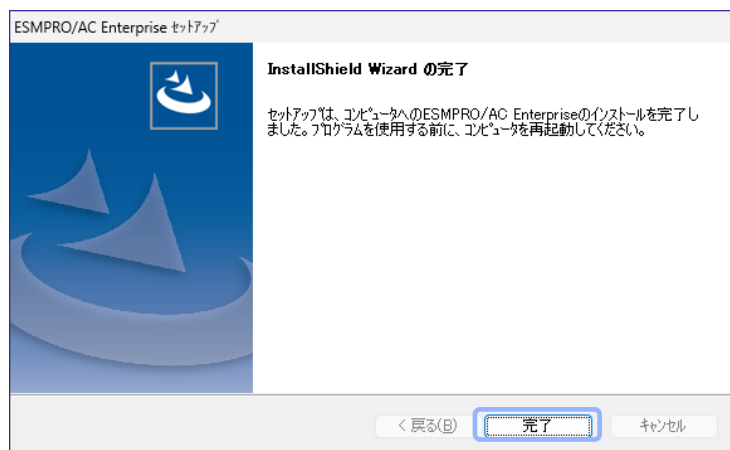 ESMPRO/AC Enterprise ｾｯﾄｱｯﾌﾟ
InstallShield Wizard の完了
ｾｯﾄｱｯﾌﾟは、ｺﾝﾋﾟｭｰﾀへのESMPRO/AC Enterpriseのｲﾝｽﾄｰﾙを完了し
ました。ﾌﾟﾛｸﾞﾗﾑを使用する前に、ｺﾝﾋﾟｭｰﾀを再起動してください。
< 戻る(B)
完了
ｷｬﾝｾﾙ